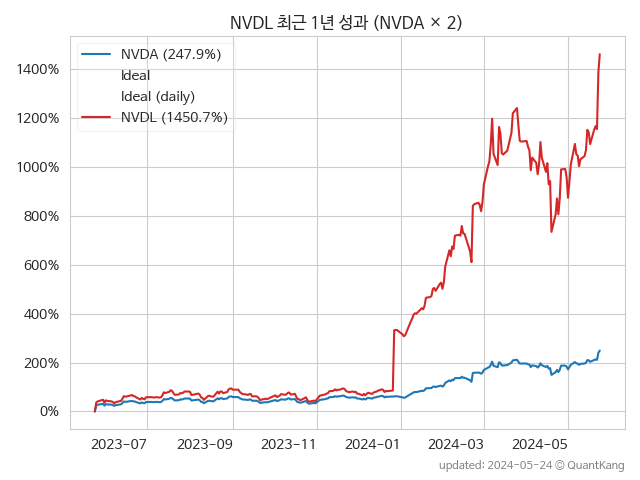 NVDL 최근 1년 성과 (NVDA × 2)
NVDA (247.9%)
Ideal
Ideal (daily)
NVDL (1450.7%)
1400%
1200%
1000%
800%
600%
400%
200%
0%
2023-07 2023-09 2023-11 2024-01 2024-03 2024-05
updated: 2024-05-24 © QuantKang